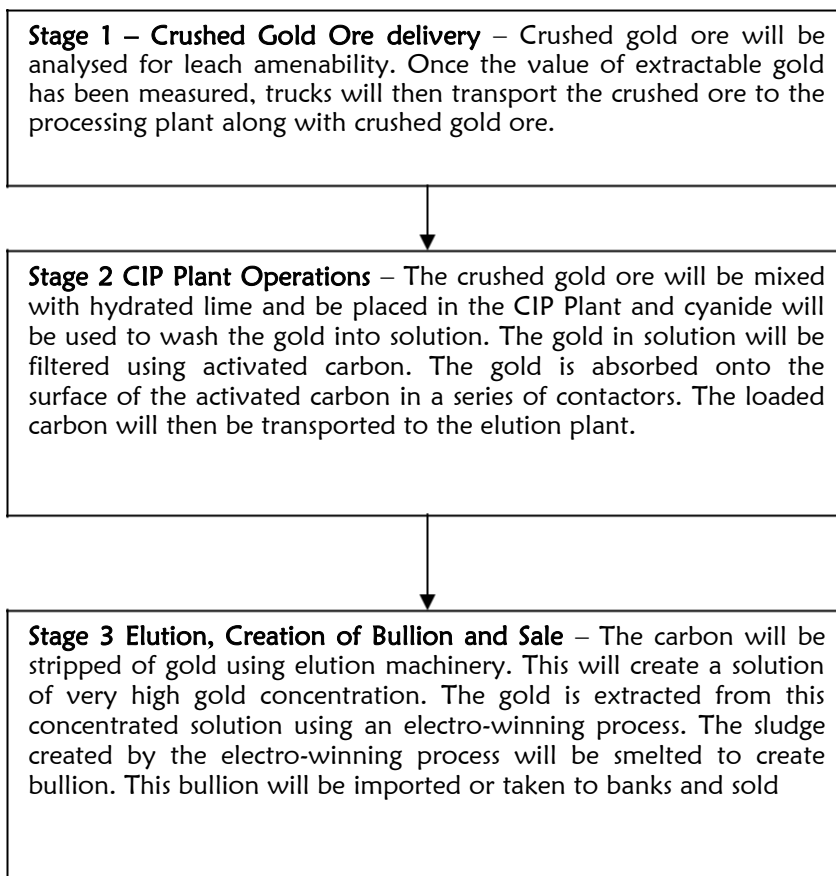 Stage 1 – Crushed Gold Ore delivery – Crushed gold ore will be
analysed for leach amenability. Once the value of extractable gold
has been measured, trucks will then transport the crushed ore to the
processing plant along with crushed gold ore.
Stage 2 CIP Plant Operations – The crushed gold ore will be mixed
with hydrated lime and be placed in the CIP Plant and cyanide will
be used to wash the gold into solution. The gold in solution will be
filtered using activated carbon. The gold is absorbed onto the
surface of the activated carbon in a series of contactors. The loaded
carbon will then be transported to the elution plant.
Stage 3 Elution, Creation of Bullion and Sale – The carbon will be
stripped of gold using elution machinery. This will create a solution
of very high gold concentration. The gold is extracted from this
concentrated solution using an electro-winning process. The sludge
created by the electro-winning process will be smelted to create
bullion. This bullion will be imported or taken to banks and sold